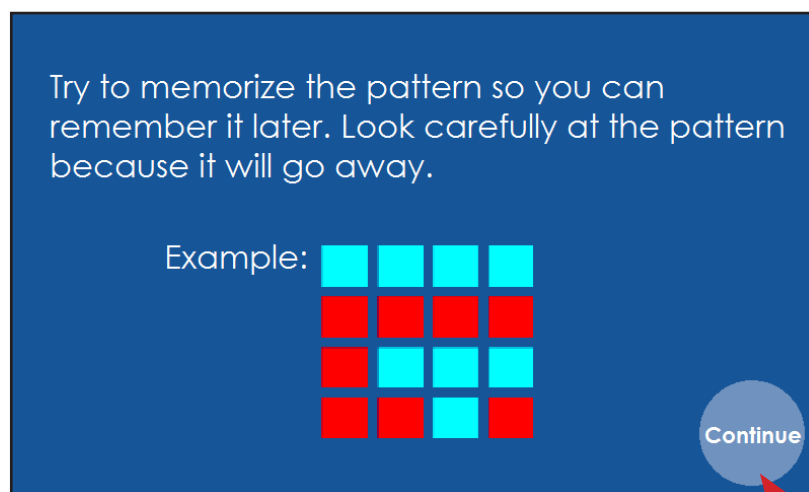 Try to memorize the pattern so you can
remember it later. Look carefully at the pattern
because it will go away.
Example:
Continue